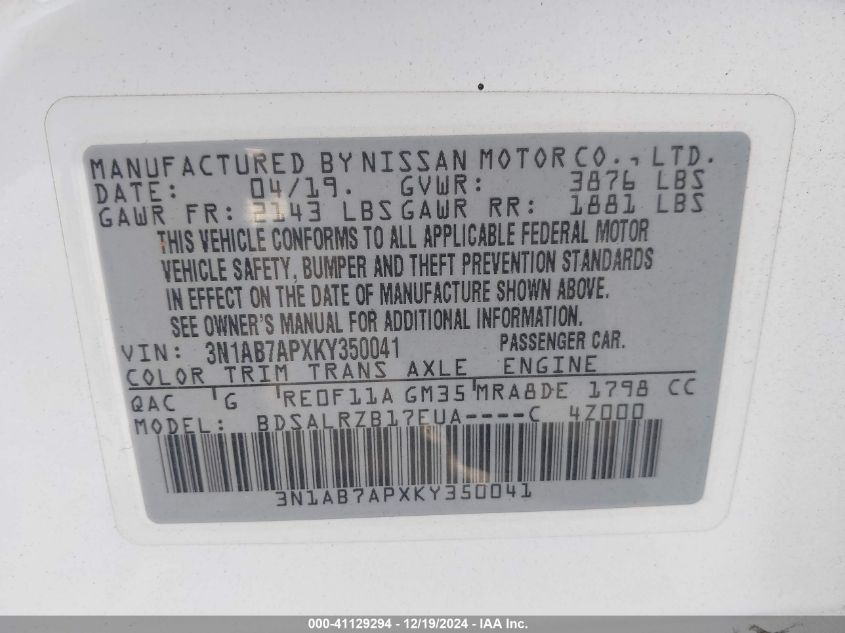 MANUFACTURED BY NISSAN MOTOR CO., LTD.
DATE: 04/19. GVWR: 3876 LBS
GAWR FR: 2143 LBS GAWR RR: 1881 LBS
THIS VEHICLE CONFORMS TO ALL APPLICABLE FEDERAL MOTOR
VEHICLE SAFETY, BUMPER AND THEFT PREVENTION STANDARDS
IN EFFECT ON THE DATE OF MANUFACTURE SHOWN ABOVE.
SEE OWNER'S MANUAL FOR ADDITIONAL INFORMATION.
VIN: 3N1AB7APXKY350041 PASSENGER CAR.
COLOR TRIM TRANS AXLE ENGINE
QAC G RE0F11A GM35 MRA8DE 1798 CC
MODEL: BDSALRZB17EUA----C 4Z000
3N1AB7APXKY350041
000-41129294 - 12/19/2024 - IAA Inc.